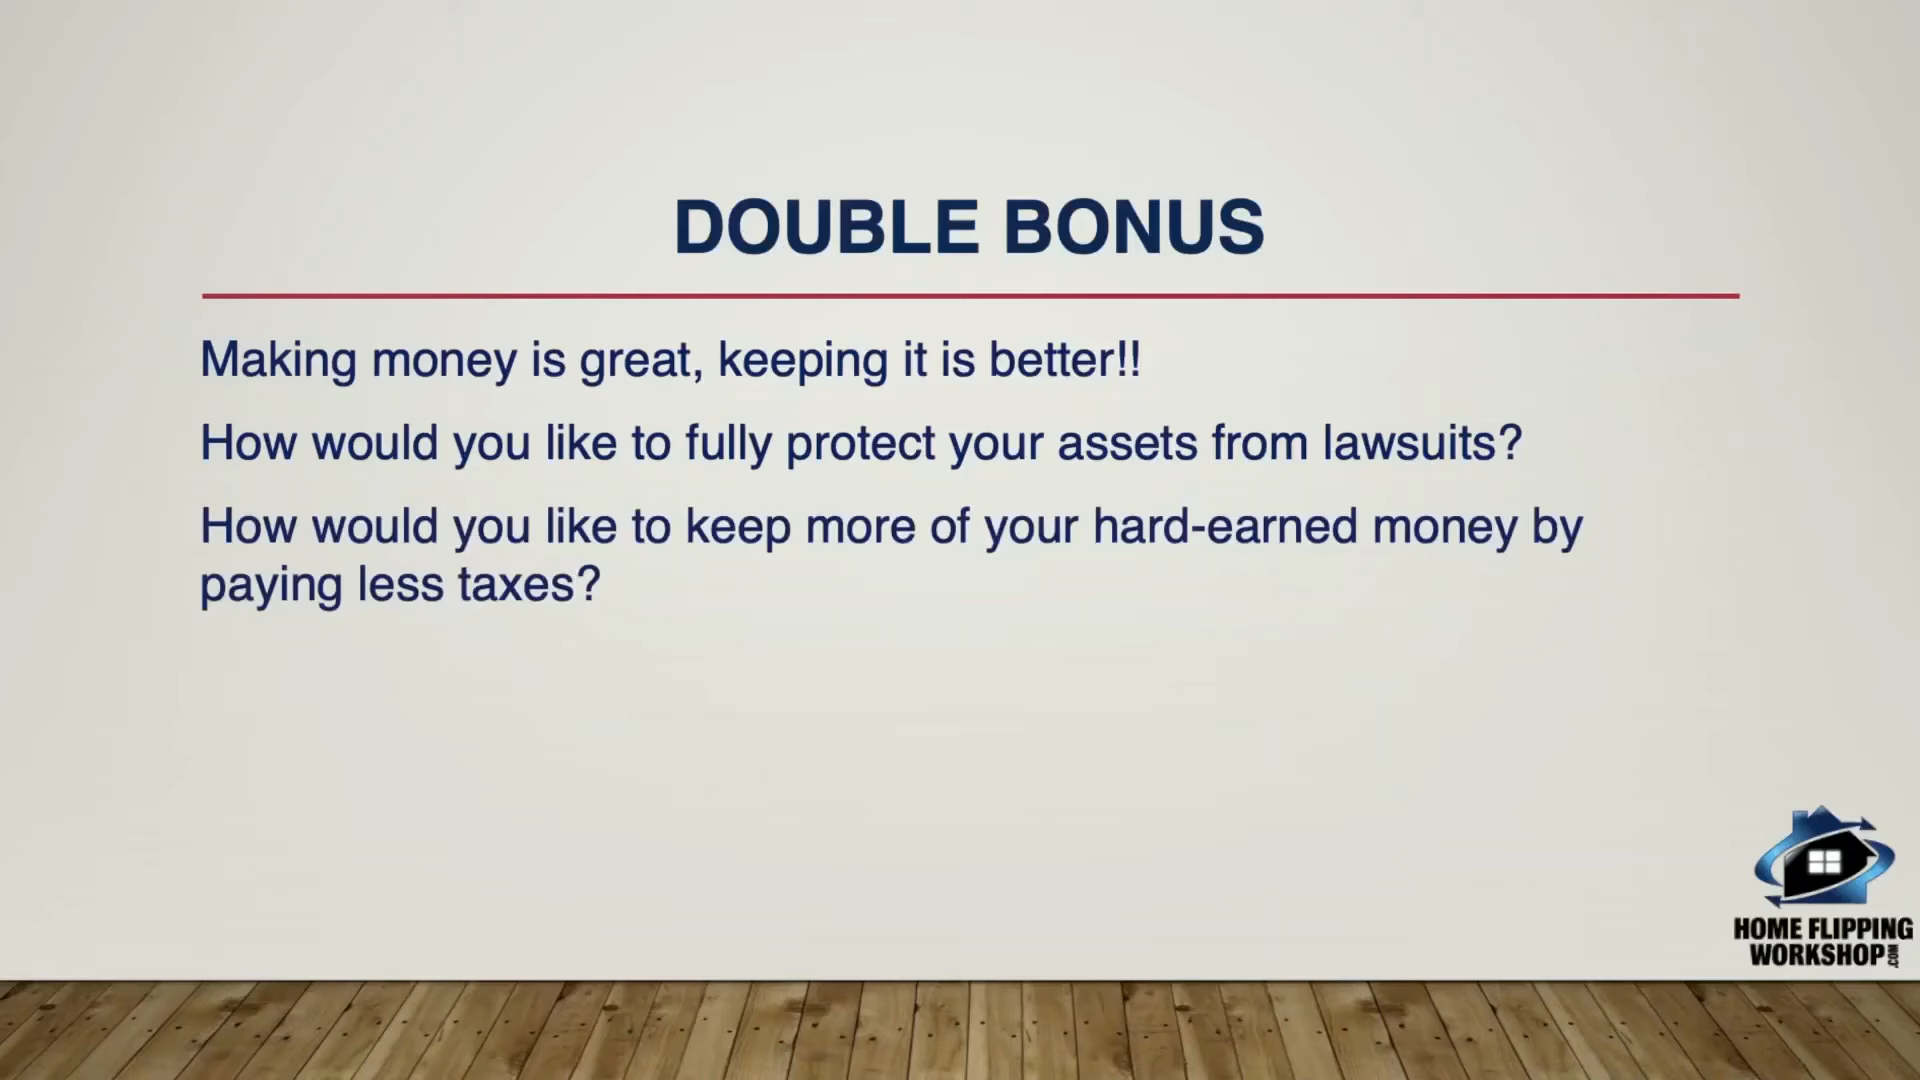 DOUBLE BONUS
Making money is great, keeping it is better!!
How would you like to fully protect your assets from lawsuits?
How would you like to keep more of your hard-earned money by
paying less taxes?
HOME FLIPPING
WORKSHOP.COM